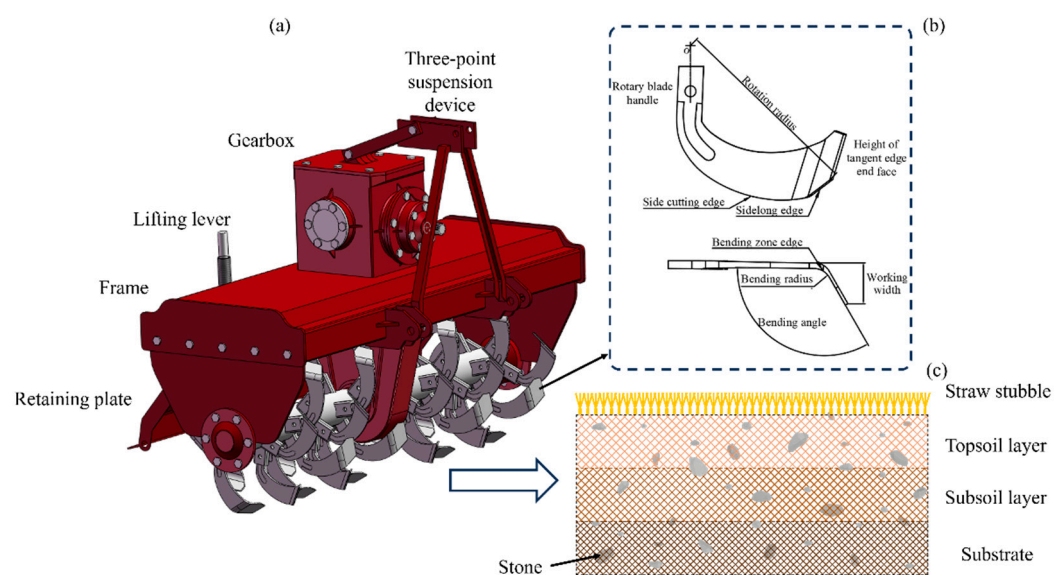 (a)
Three-point
suspension
device
Gearbox
Lifting lever
Frame
Retaining plate
(b)
Rotary blade
handle
Rotation radius
Height of
tangent edge
end face
Side cutting edge
Sidelong edge
Bending zone edge
Bending radius
Working
width
Bending angle
(c)
Straw stubble
Topsoil layer
Subsoil layer
Substrate
Stone